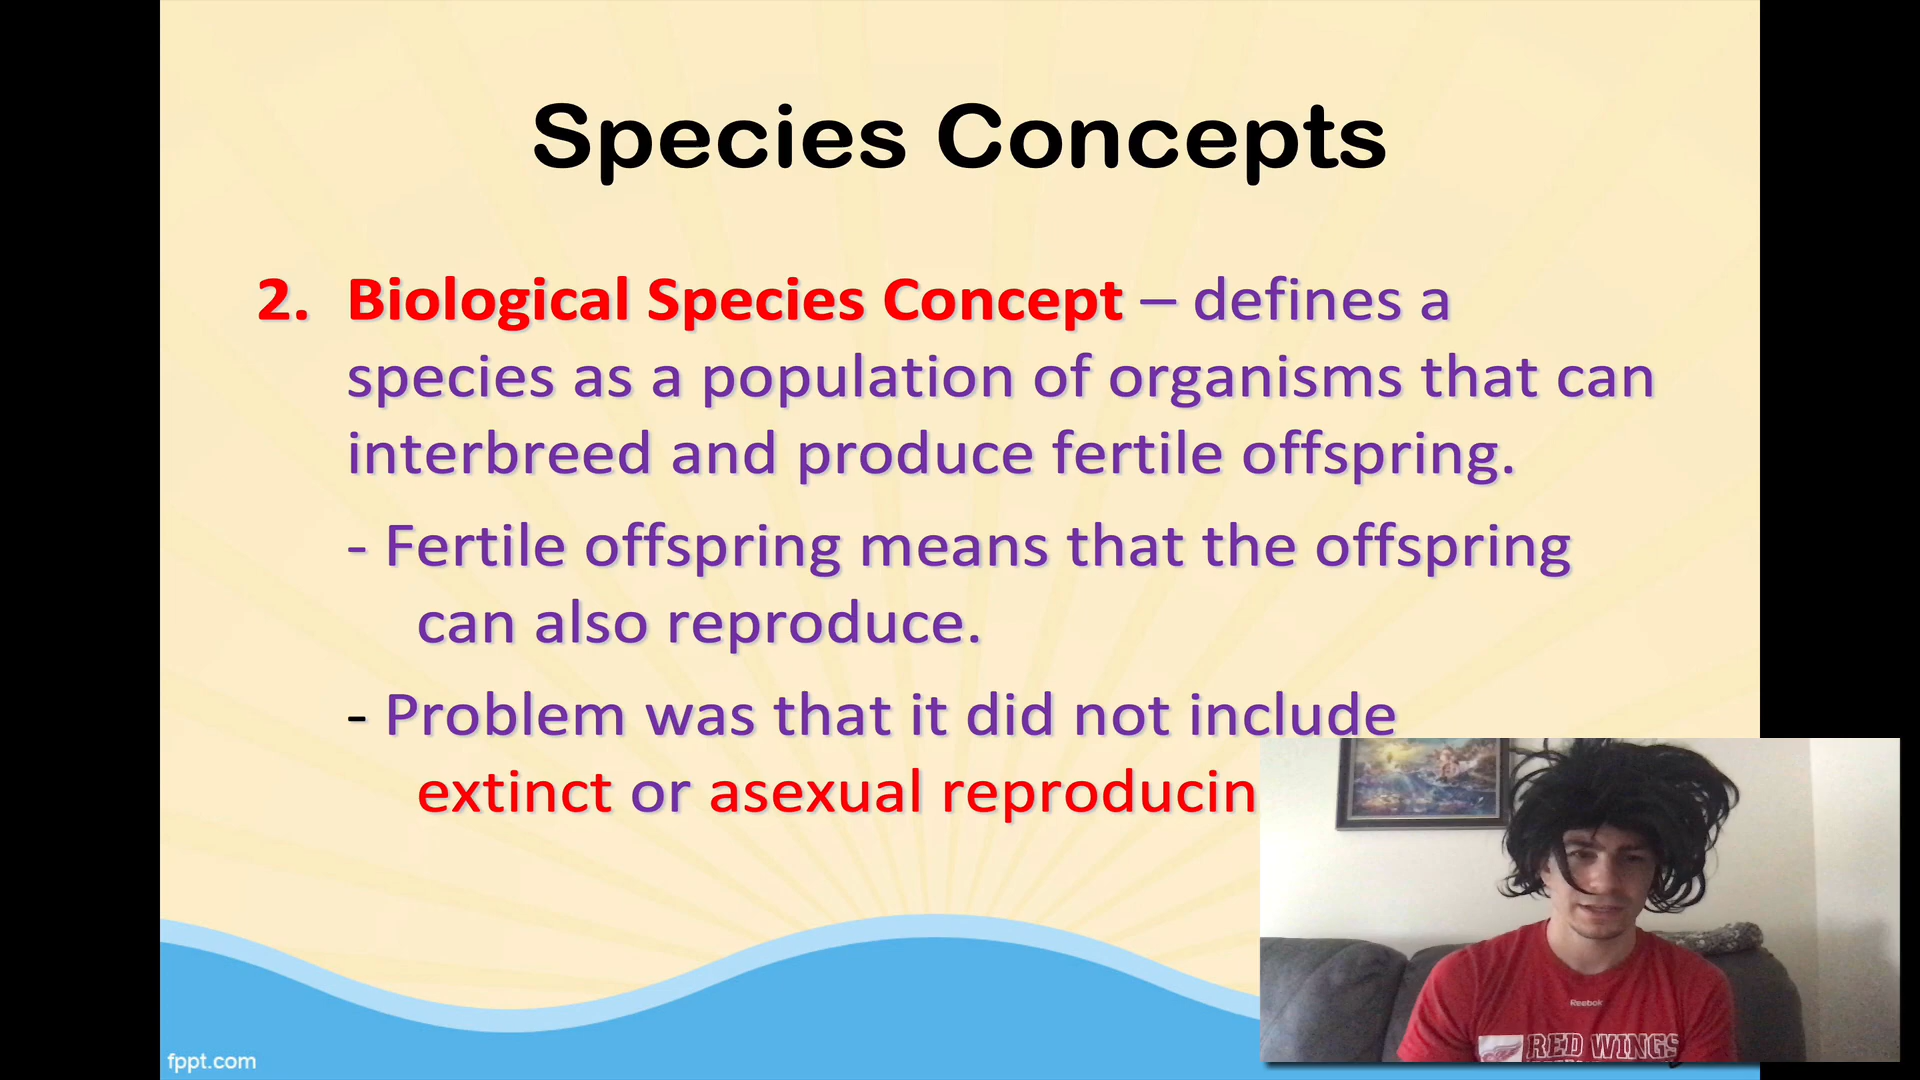 Species Concepts
2. Biological Species Concept – defines a
species as a population of organisms that can
interbreed and produce fertile offspring.
- Fertile offspring means that the offspring
can also reproduce.
- Problem was that it did not include
extinct or asexual reproducin
Reebok
RED WINGS
fppt.com